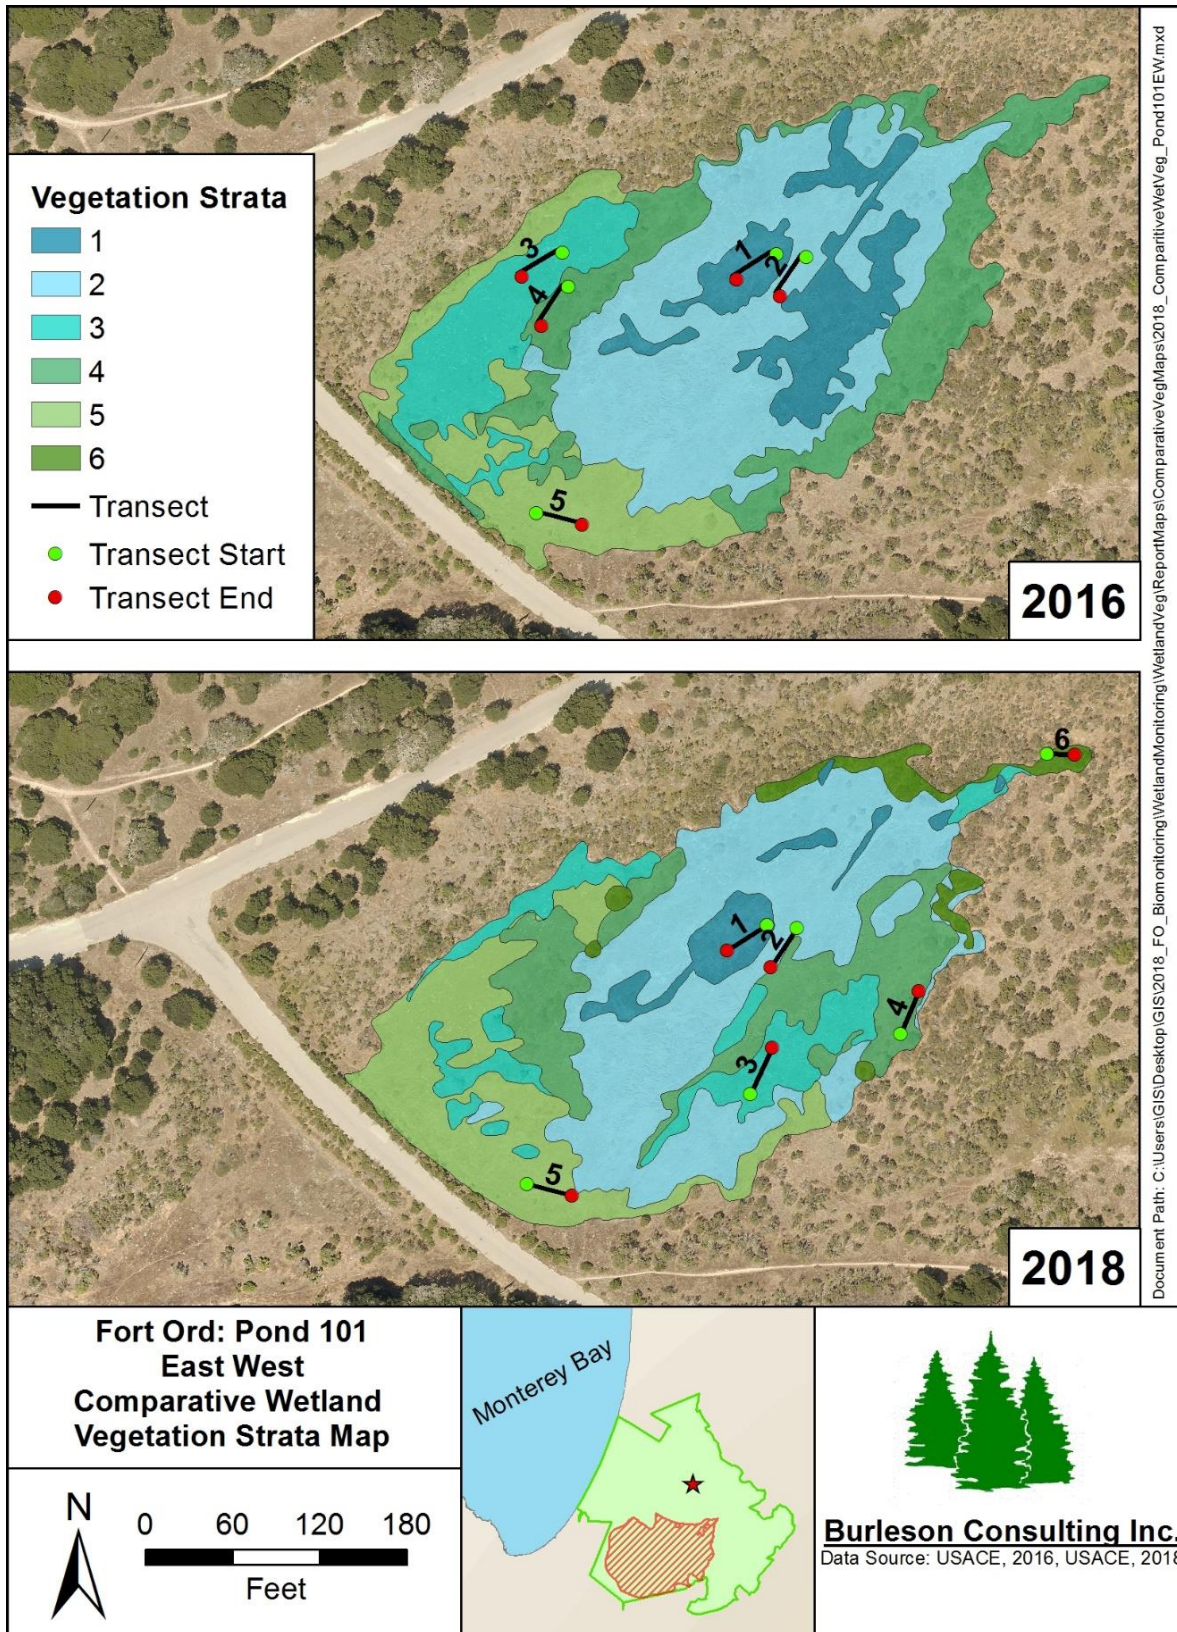 Vegetation Strata
1
2
3
4
5
6
Transect
Transect Start
Transect End
3
4
1
2
5
2016
6
1
2
4
3
5
2018
Document Path: C:\Users\GIS\Desktop\GIS\2018_FO_Biomonitoring\WetlandMonitoring\WetlandVeg\ReportMaps\ComparativeVegMaps\2018_ComparitiveWetVeg_Pond101EW.mxd
Fort Ord: Pond 101
East West
Comparative Wetland
Vegetation Strata Map
N
0 60 120 180
Feet
Monterey Bay
Burleson Consulting Inc.
Data Source: USACE, 2016, USACE, 2018